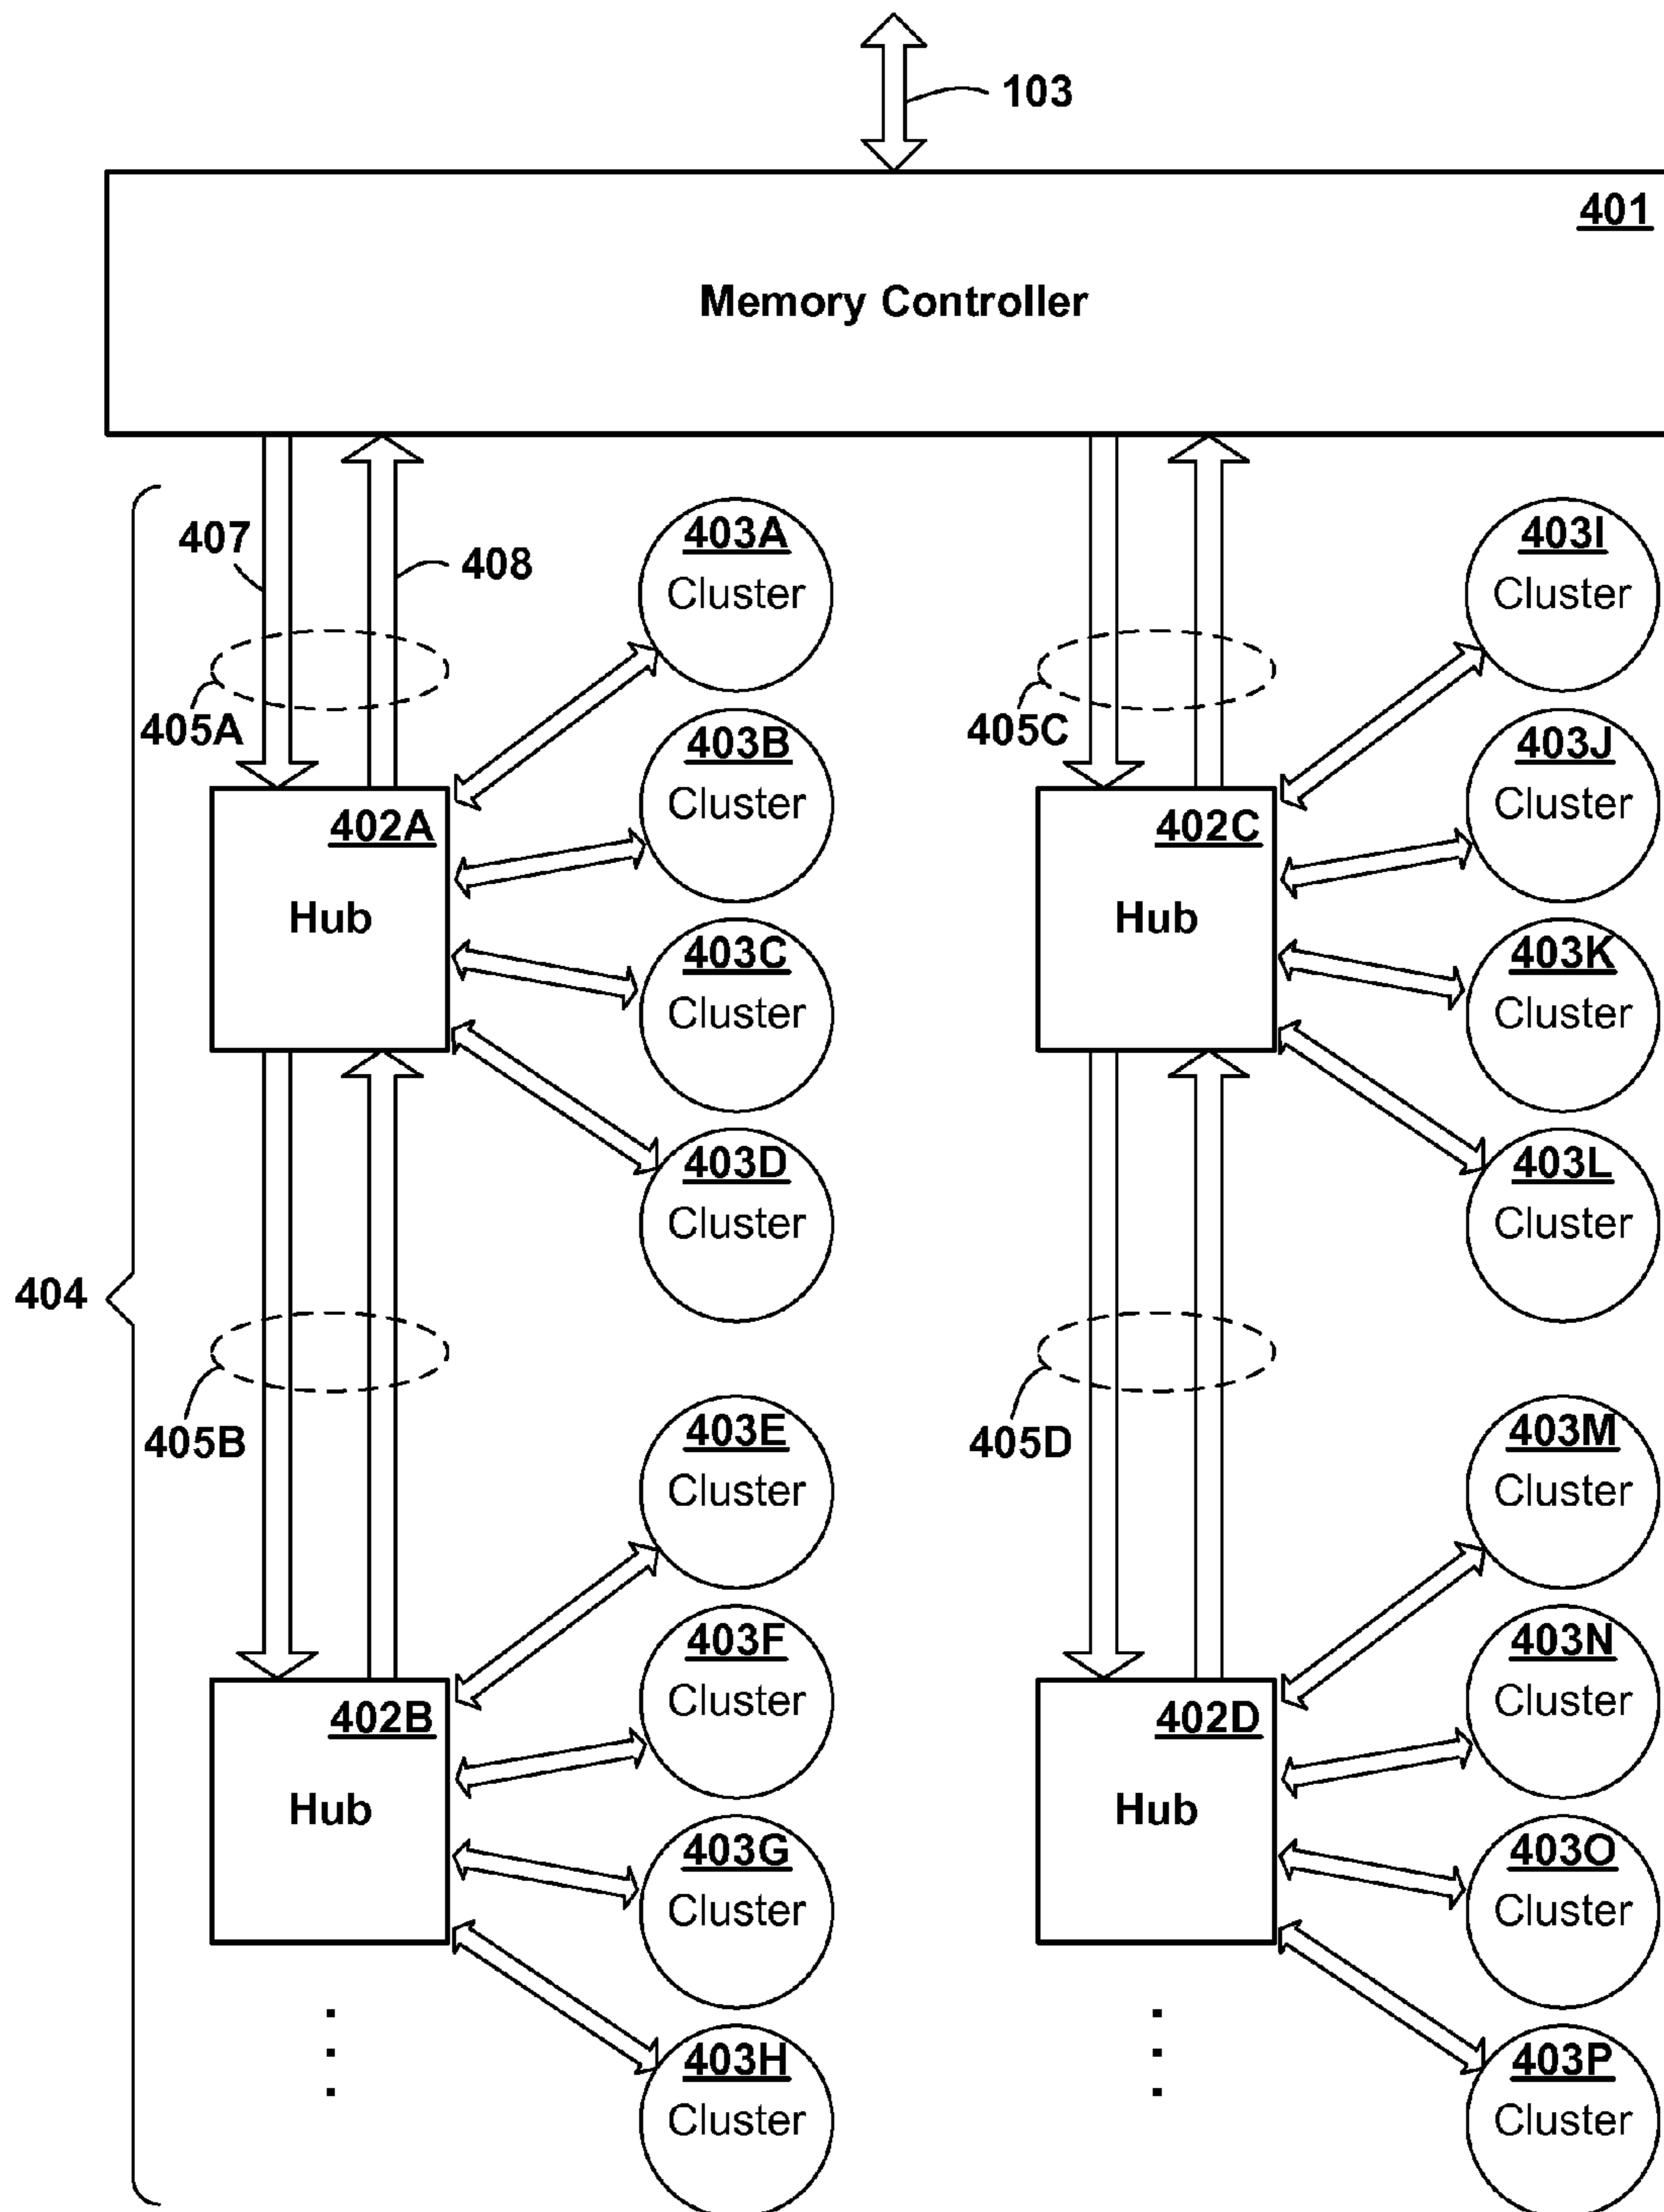 103
401
Memory Controller
407
408
403A
Cluster
403I
Cluster
405A
405C
403B
Cluster
403J
Cluster
402A
Hub
402C
Hub
403C
Cluster
403K
Cluster
403D
Cluster
403L
Cluster
404
405B
405D
403E
Cluster
403M
Cluster
403F
Cluster
403N
Cluster
402B
Hub
402D
Hub
403G
Cluster
403O
Cluster
403H
Cluster
403P
Cluster